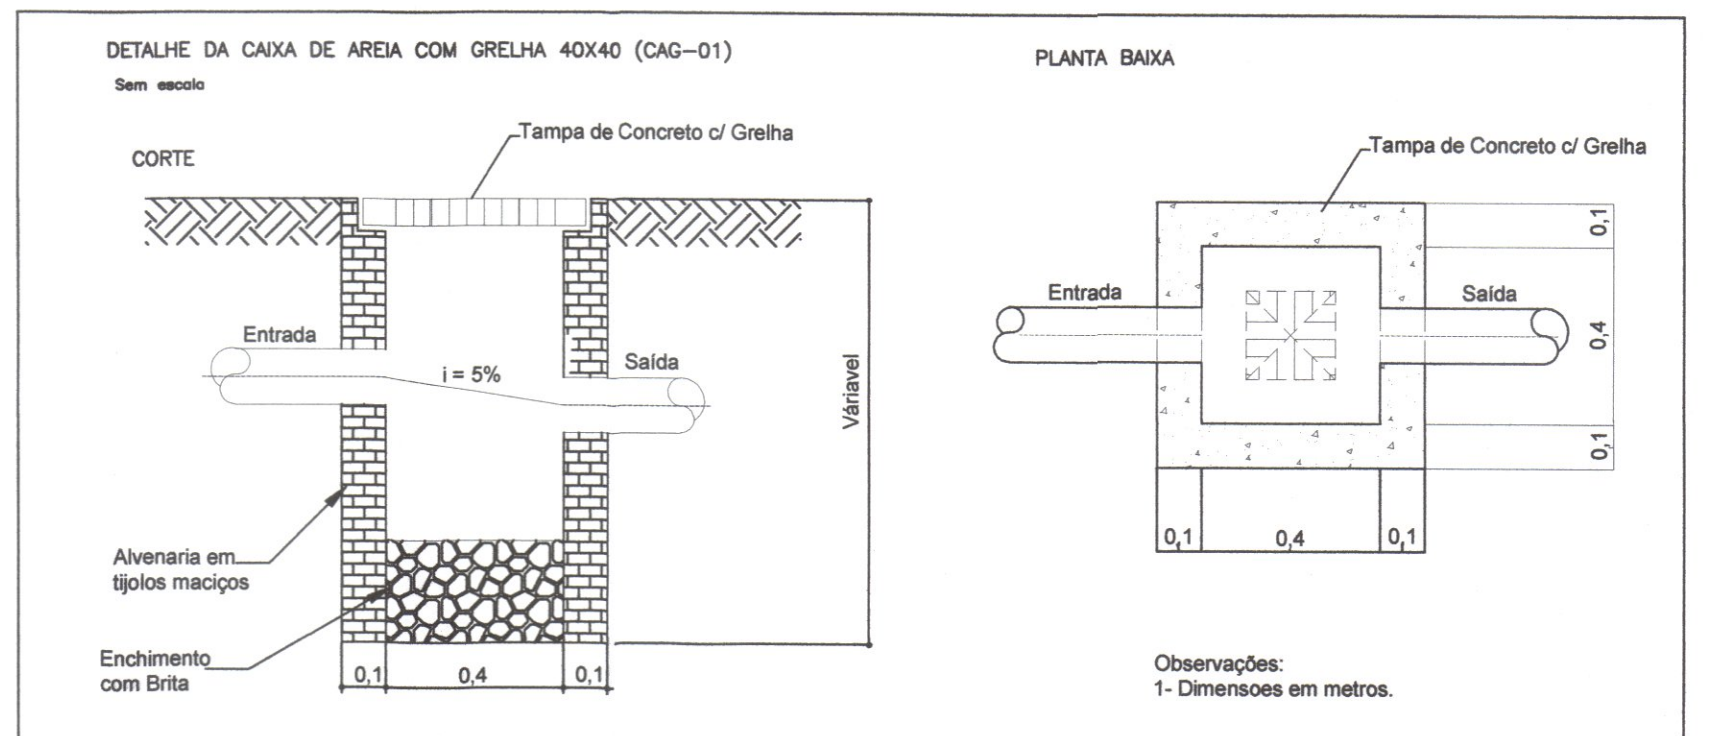 DETALHE DA CAIXA DE AREIA COM GRELHA 40X40 (CAG-01)
Sem escala
CORTE
Tampa de Concreto c/ Grelha
Entrada
i = 5%
Saída
Váriavel
Alvenaria em
tijolos maciços
Enchimento
com Brita
0,1
0,4
0,1
PLANTA BAIXA
Tampa de Concreto c/ Grelha
Entrada
Saída
0,1
0,4
0,1
0,1
0,4
0,1
Observações:
1- Dimensoes em metros.